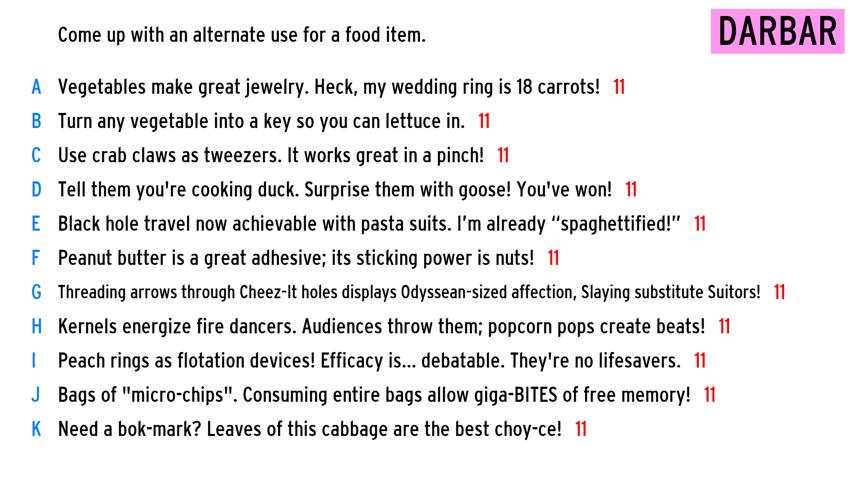 Come up with an alternate use for a food item.
DARBAR
A Vegetables make great jewelry. Heck, my wedding ring is 18 carrots! 11
B Turn any vegetable into a key so you can lettuce in. 11
C Use crab claws as tweezers. It works great in a pinch! 11
D Tell them you're cooking duck. Surprise them with goose! You've won! 11
E Black hole travel now achievable with pasta suits. I’m already “spaghettified!” 11
F Peanut butter is a great adhesive; its sticking power is nuts! 11
G Threading arrows through Cheez-It holes displays Odyssean-sized affection, Slaying substitute Suitors! 11
H Kernels energize fire dancers. Audiences throw them; popcorn pops create beats! 11
I Peach rings as flotation devices! Efficacy is... debatable. They're no lifesavers. 11
J Bags of "micro-chips". Consuming entire bags allow giga-BITES of free memory! 11
K Need a bok-mark? Leaves of this cabbage are the best choy-ce! 11